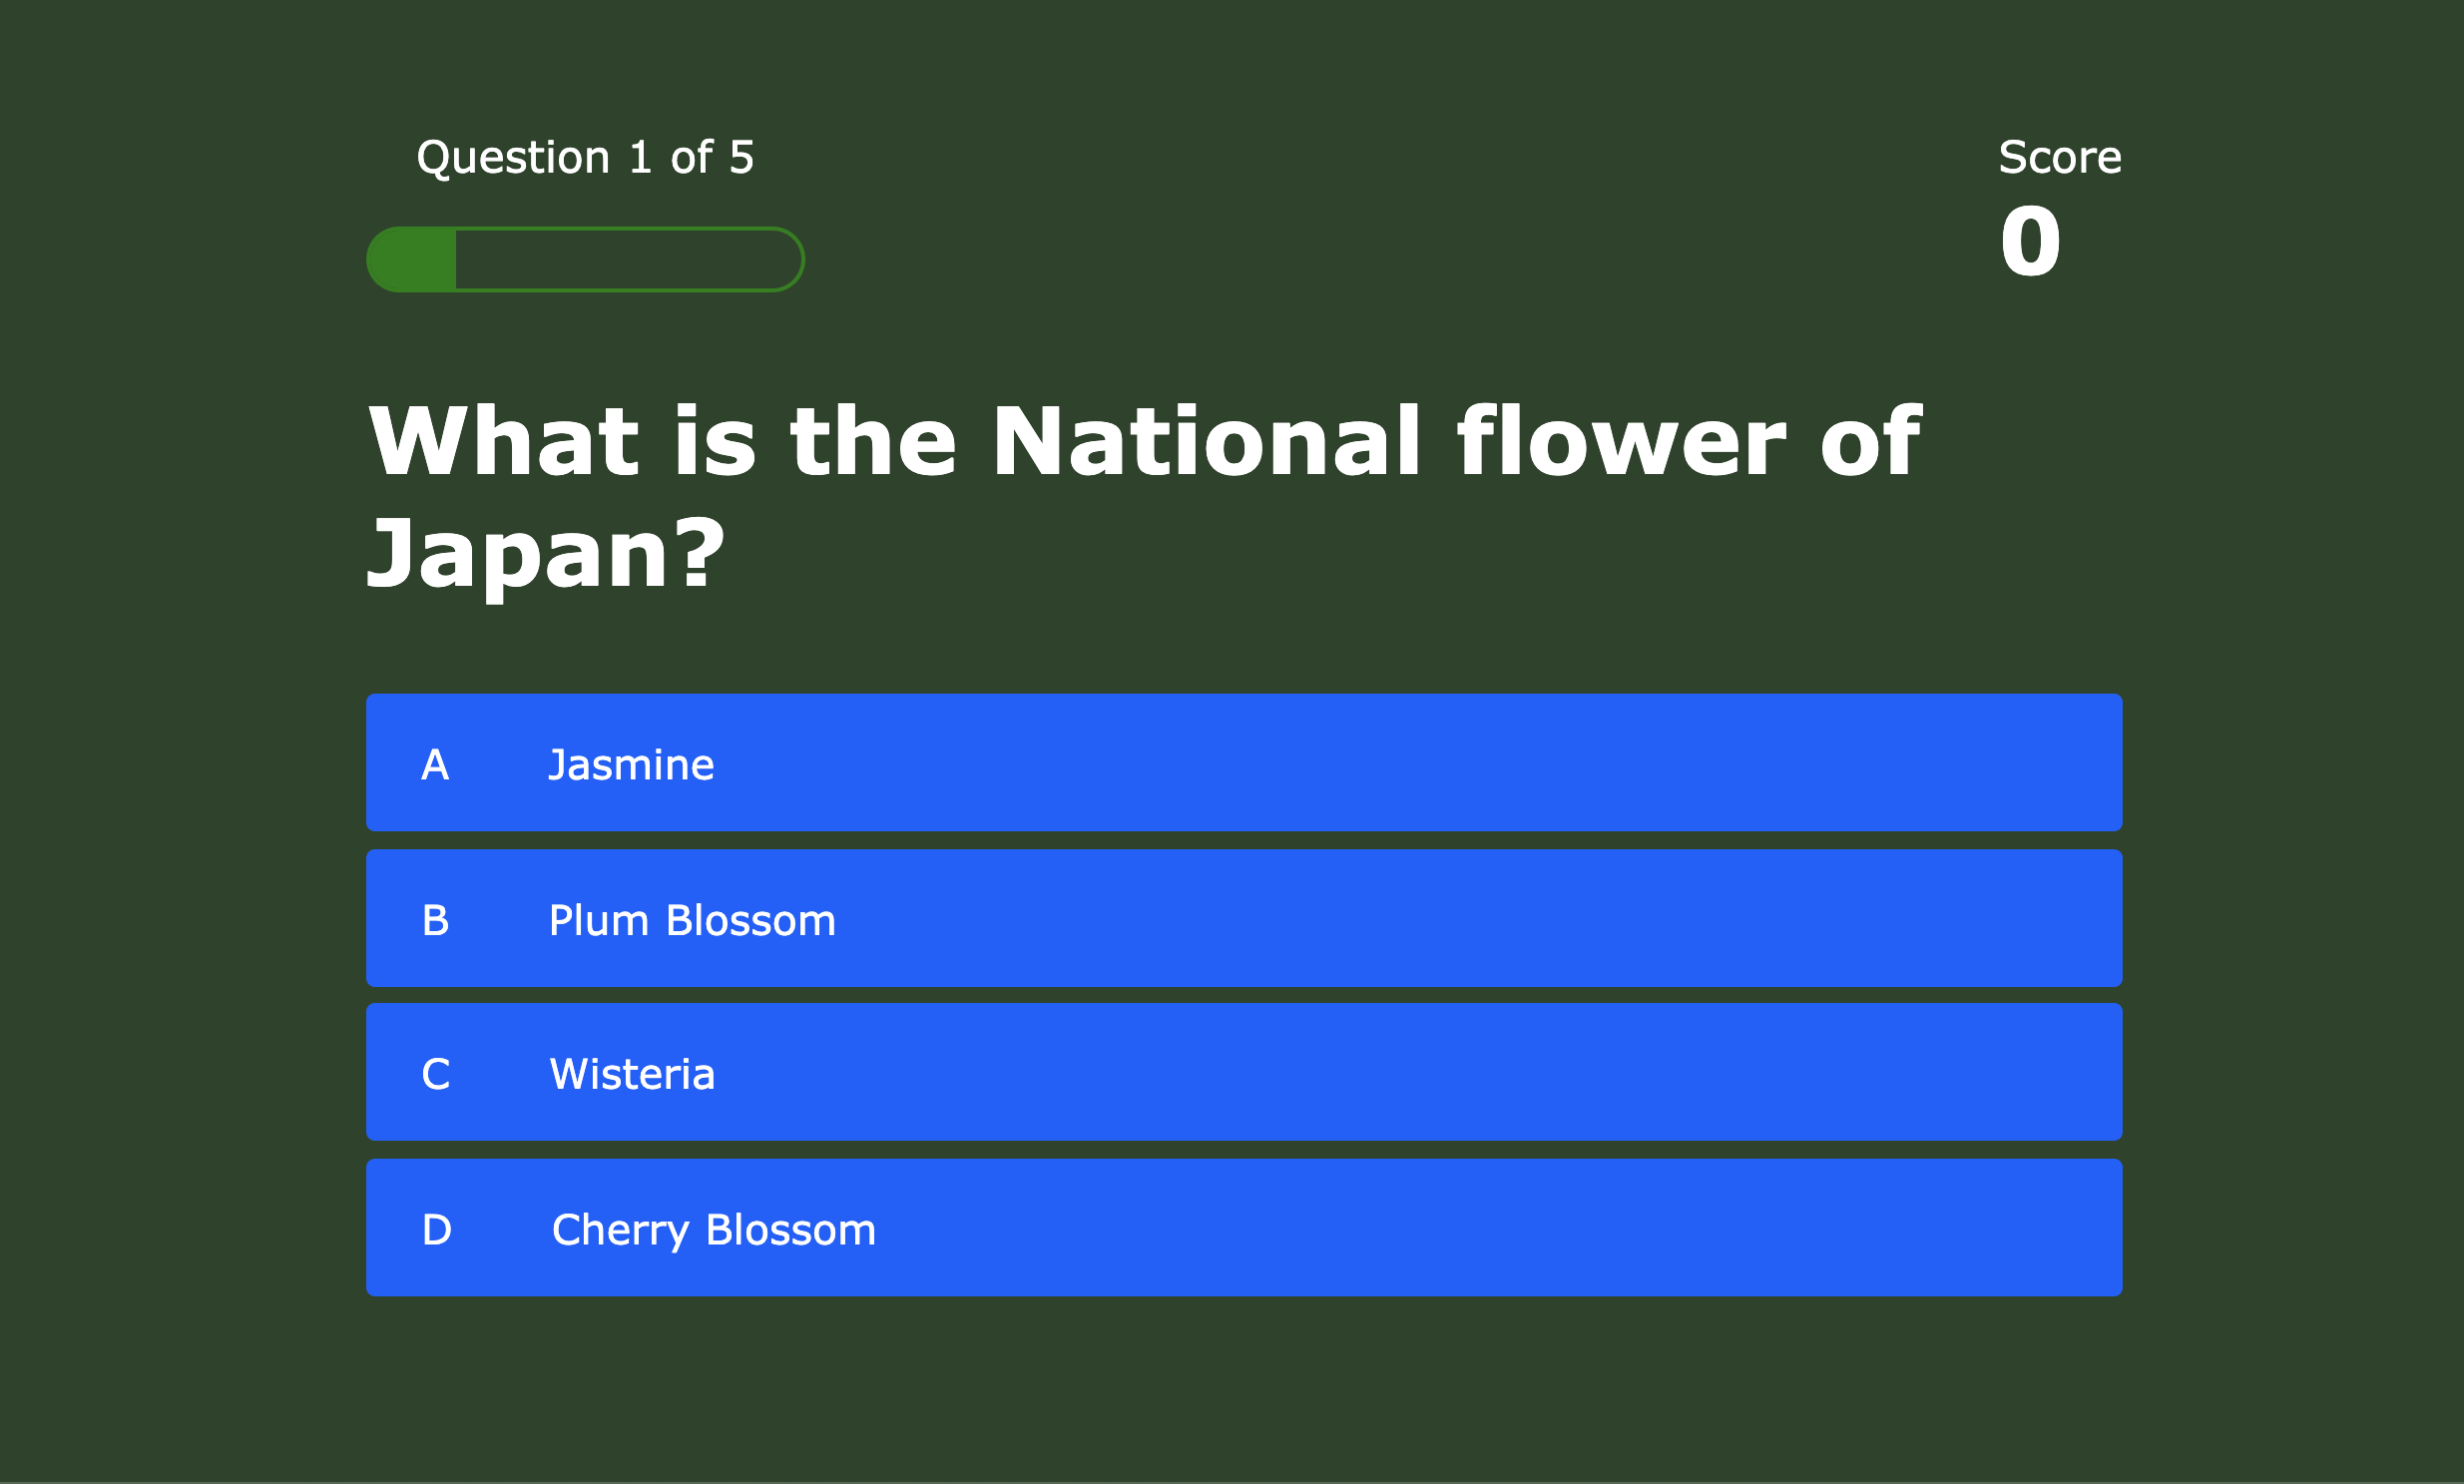 Question 1 of 5
Score
0
What is the National flower of
Japan?
A Jasmine
B Plum Blossom
C Wisteria
D Cherry Blossom